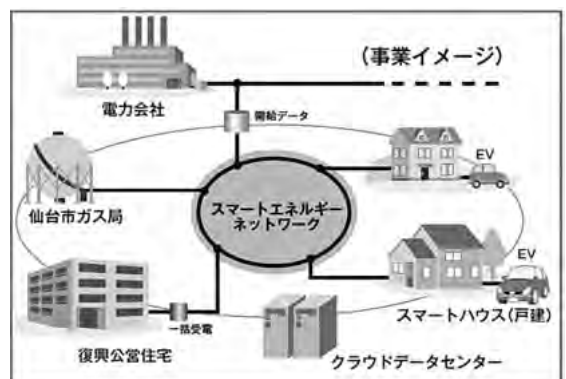 (事業イメージ)
電力会社
需給データ
EV
仙台市ガス局
スマートエネルギー
ネットワーク
EV
一括受電
スマートハウス(戸建)
復興公営住宅
クラウドデータセンター